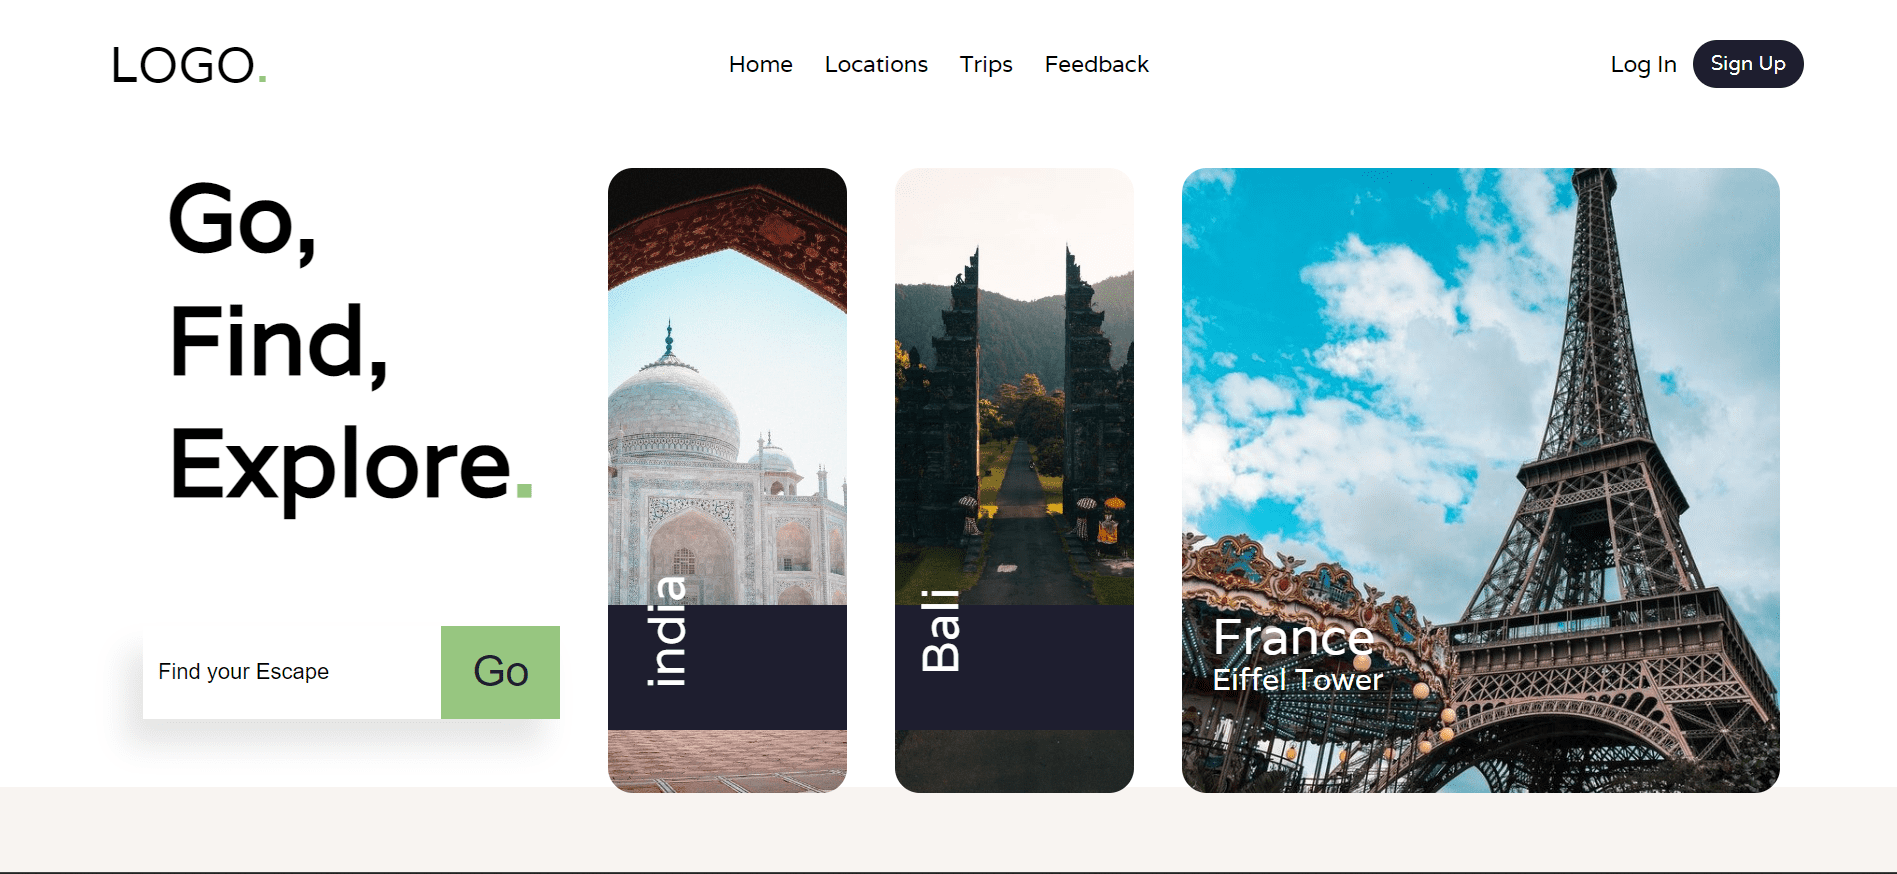 LOGO.
Home Locations Trips Feedback
Log In Sign Up
Go,
Find,
Explore.
Find your Escape Go
india
Bali
France
Eiffel Tower